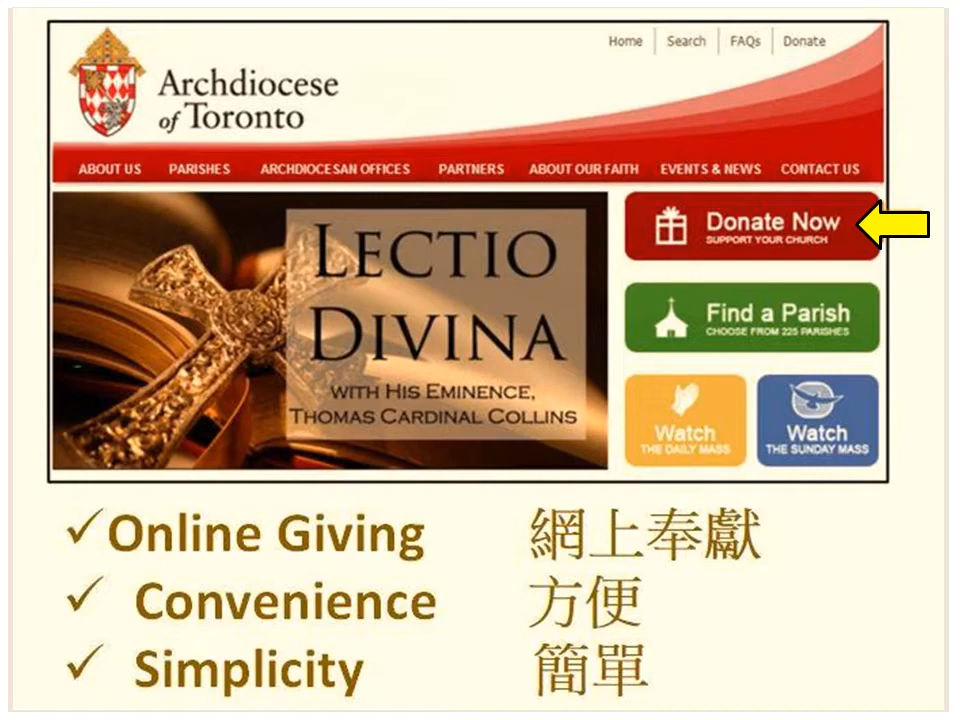 Home Search FAQs Donate
Archdiocese
of Toronto
ABOUT US PARISHES ARCHDIOCESAN OFFICES PARTNERS ABOUT OUR FAITH EVENTS & NEWS CONTACT US
LECTIO
DIVINA
WITH HIS EMINENCE,
THOMAS CARDINAL COLLINS
Donate Now
SUPPORT YOUR CHURCH
Find a Parish
CHOOSE FROM 225 PARISHES
Watch
THE DAILY MASS
Watch
THE SUNDAY MASS
✓Online Giving 網上奉獻
✓ Convenience 方便
✓ Simplicity 簡單